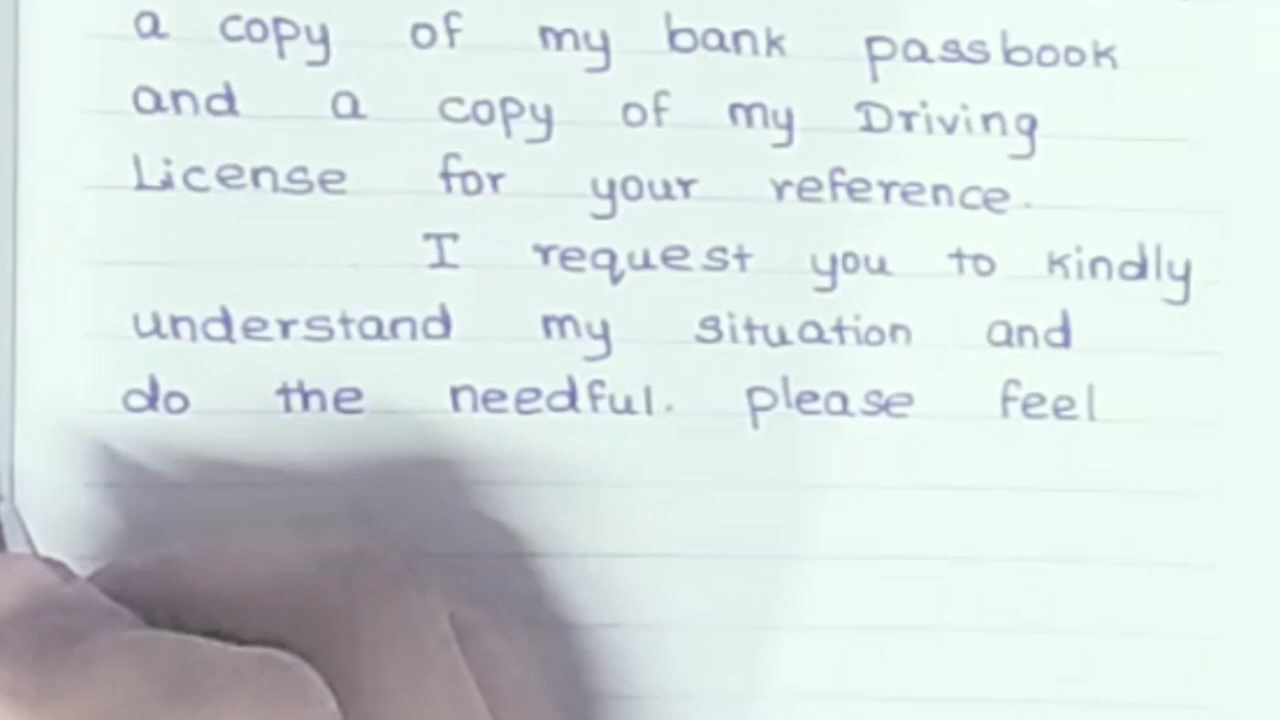 a copy of my bank passbook
and a copy of my Driving
License for your reference.
I request you to kindly
understand my situation and
do the needful. please feel